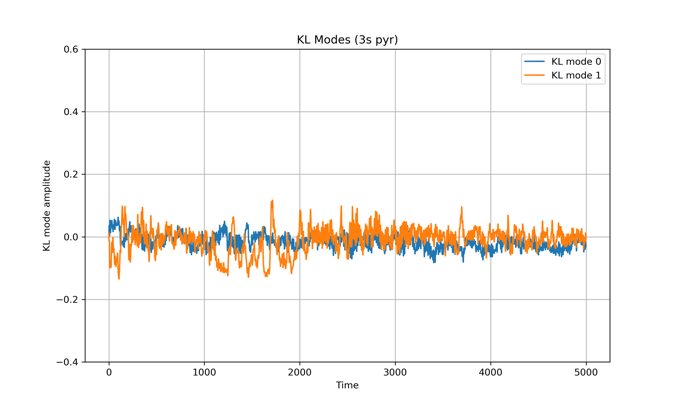 KL Modes (3s pyr)
KL mode 0
KL mode 1
0.6
0.4
0.2
0.0
−0.2
−0.4
KL mode amplitude
0 1000 2000 3000 4000 5000
Time